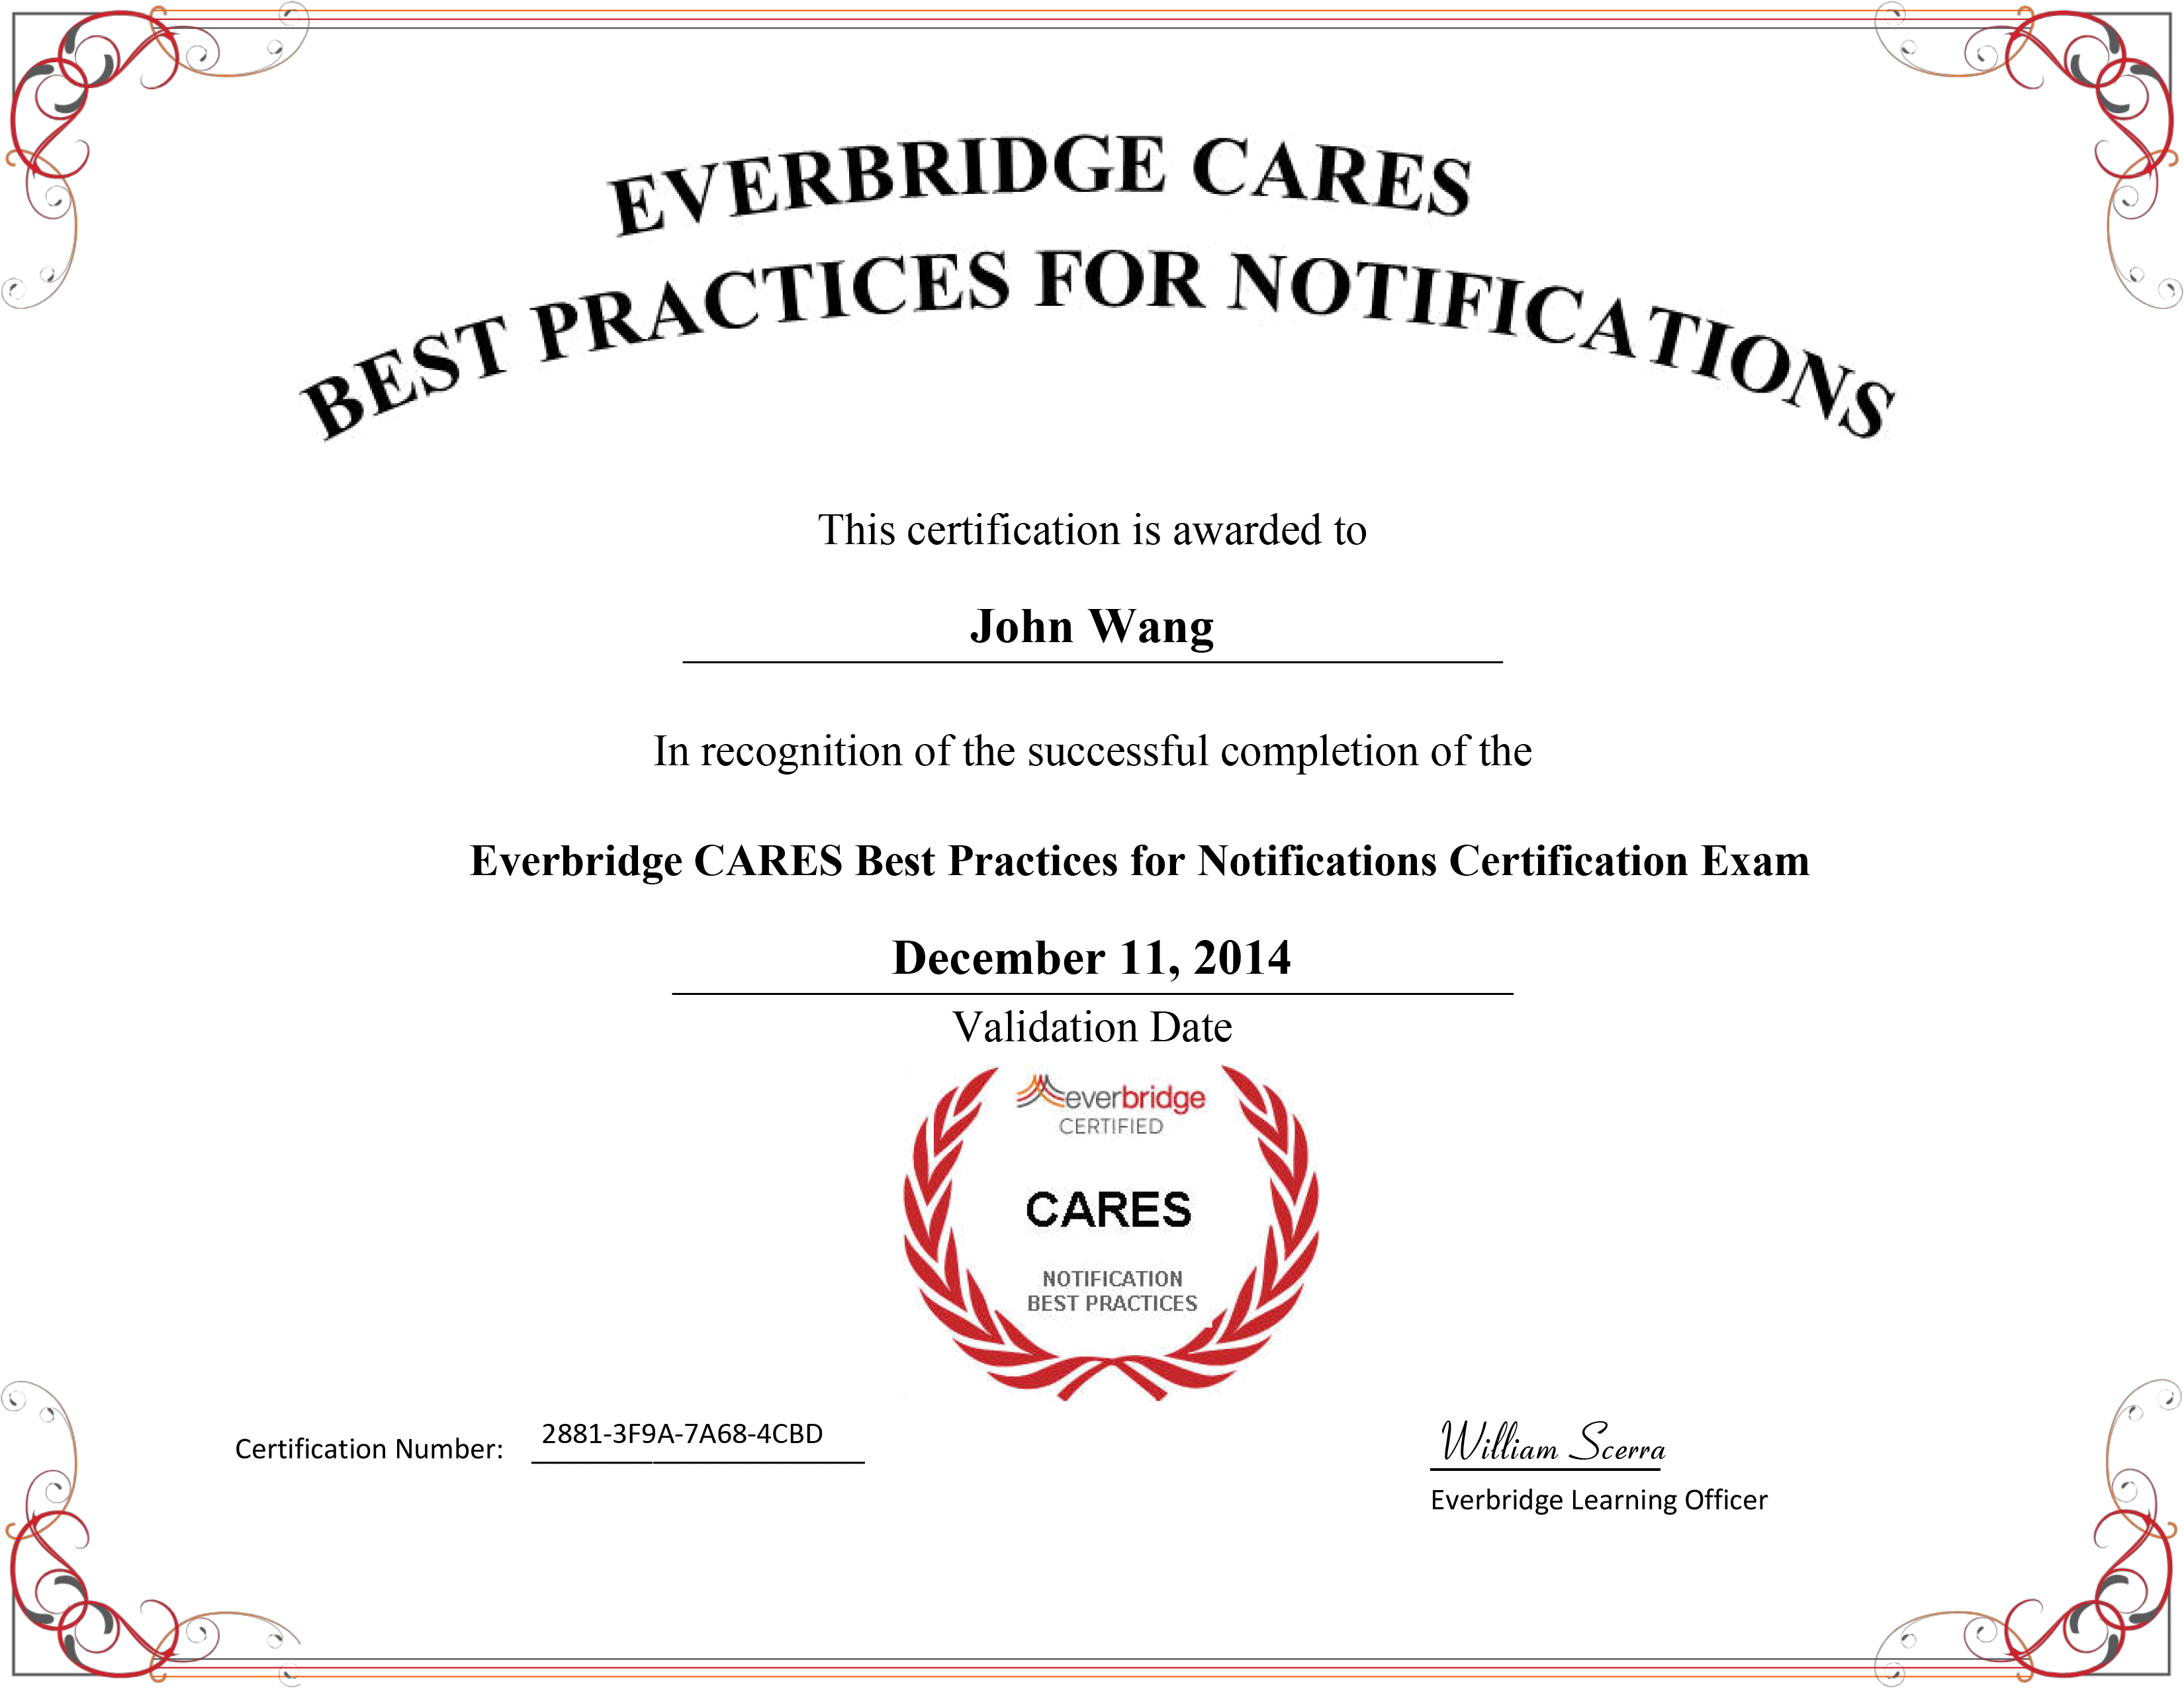 EVERBRIDGE CARES
BEST PRACTICES FOR NOTIFICATIONS
This certification is awarded to
John Wang
In recognition of the successful completion of the
Everbridge CARES Best Practices for Notifications Certification Exam
December 11, 2014
Validation Date
everbridge
CERTIFIED
CARES
NOTIFICATION
BEST PRACTICES
Certification Number: 2881-3F9A-7A68-4CBD
William Scerra
Everbridge Learning Officer